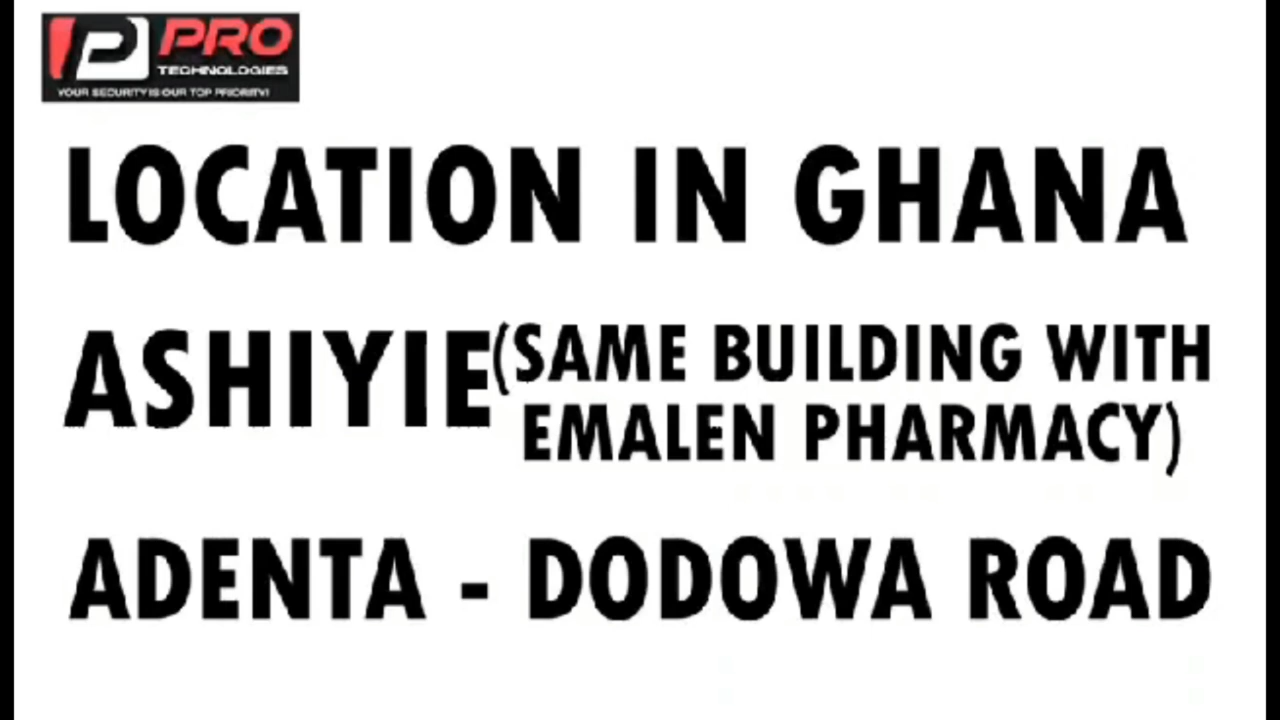 PRO
TECHNOLOGIES
YOUR SECURITY IS OUR TOP PRIORITY!
LOCATION IN GHANA
ASHIYIE (SAME BUILDING WITH
EMALEN PHARMACY)
ADENTA - DODOWA ROAD